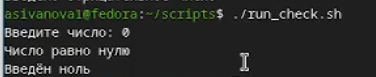 asivanova1@fedora:~/scripts$ ./run_check.sh
Введите число: 0
Число равно нулю
Введён ноль